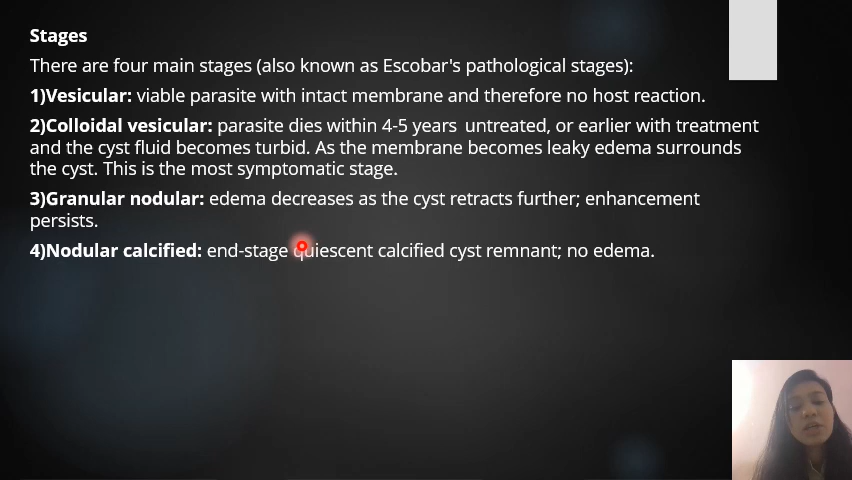 Stages
There are four main stages (also known as Escobar's pathological stages):
1)Vesicular: viable parasite with intact membrane and therefore no host reaction.
2)Colloidal vesicular: parasite dies within 4-5 years untreated, or earlier with treatment
and the cyst fluid becomes turbid. As the membrane becomes leaky edema surrounds
the cyst. This is the most symptomatic stage.
3)Granular nodular: edema decreases as the cyst retracts further; enhancement
persists.
4)Nodular calcified: end-stage quiescent calcified cyst remnant; no edema.